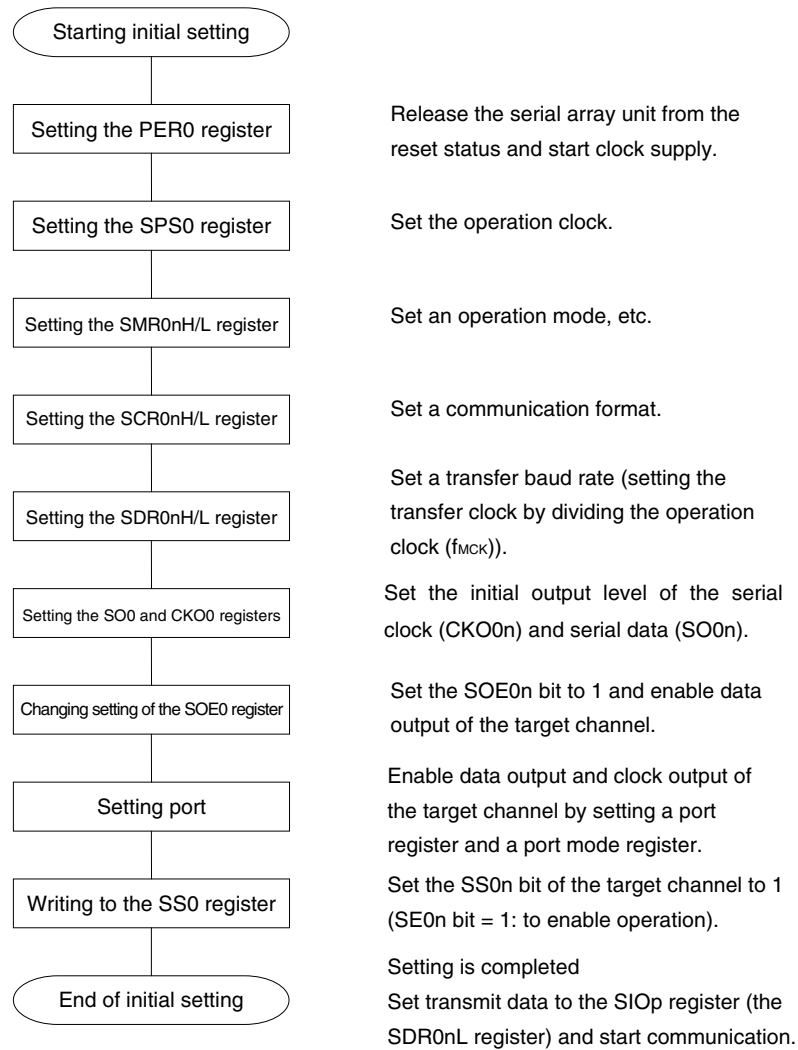 Starting initial setting
Setting the PER0 register
Release the serial array unit from the
reset status and start clock supply.
Setting the SPS0 register
Set the operation clock.
Setting the SMR0nH/L register
Set an operation mode, etc.
Setting the SCR0nH/L register
Set a communication format.
Setting the SDR0nH/L register
Set a transfer baud rate (setting the
transfer clock by dividing the operation
clock (fMCK)).
Setting the SO0 and CKO0 registers
Set the initial output level of the serial
clock (CKO0n) and serial data (SO0n).
Changing setting of the SOE0 register
Set the SOE0n bit to 1 and enable data
output of the target channel.
Setting port
Enable data output and clock output of
the target channel by setting a port
register and a port mode register.
Writing to the SS0 register
Set the SS0n bit of the target channel to 1
(SE0n bit = 1: to enable operation).
End of initial setting
Setting is completed
Set transmit data to the SIOp register (the
SDR0nL register) and start communication.